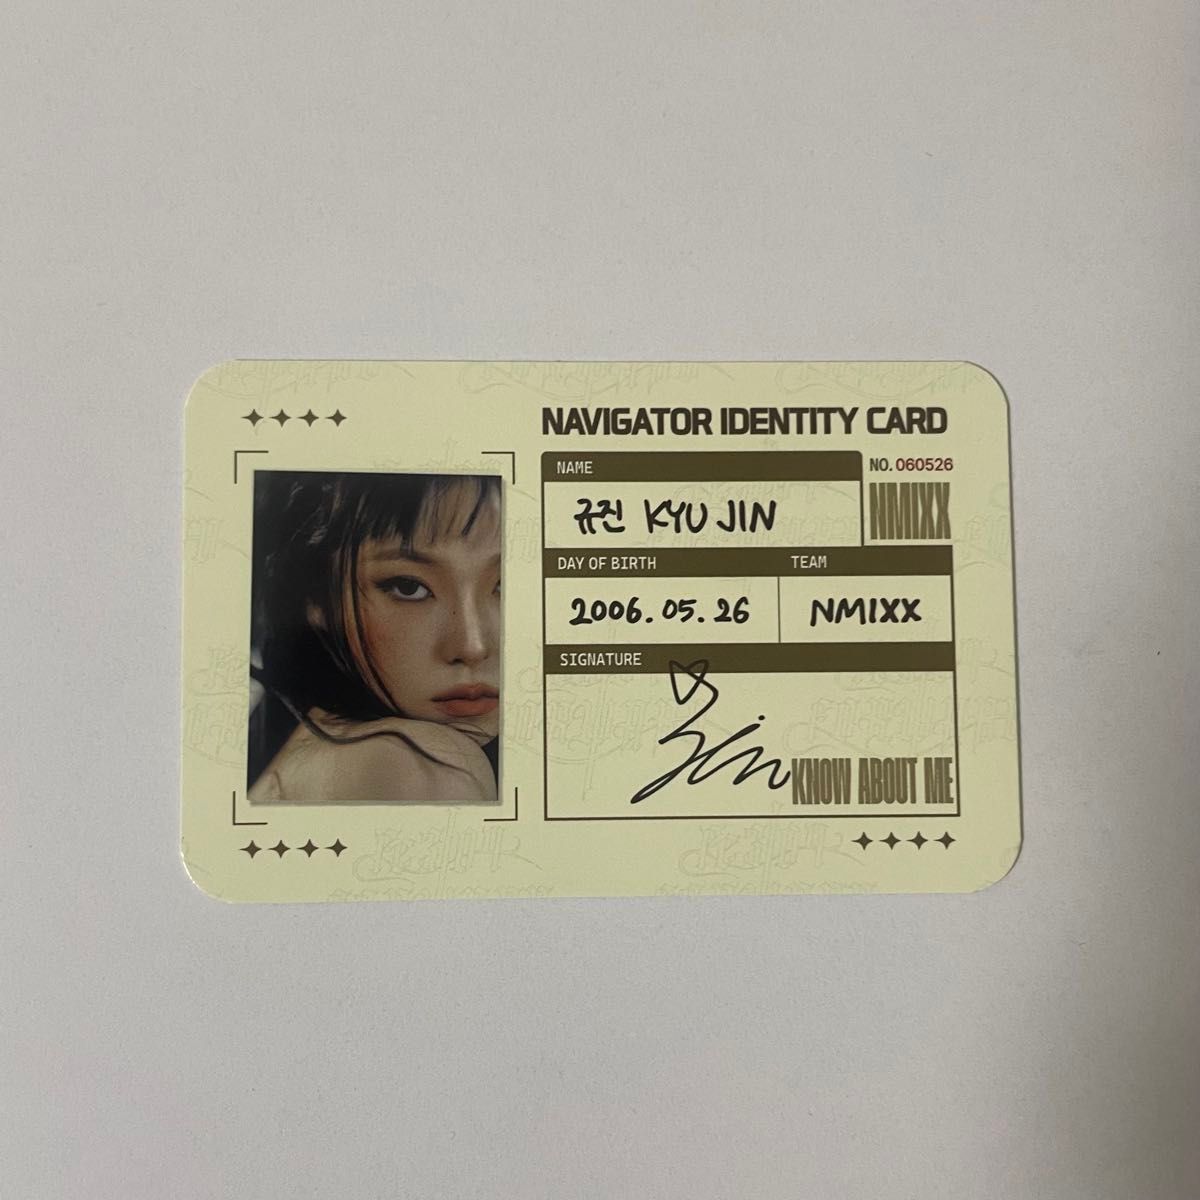 NAVIGATOR IDENTITY CARD
NAME
NO. 060526
규진 KYU JIN
NMIXX
DAY OF BIRTH
TEAM
2006.05.26
NMIXX
SIGNATURE
Jin
KNOW ABOUT ME